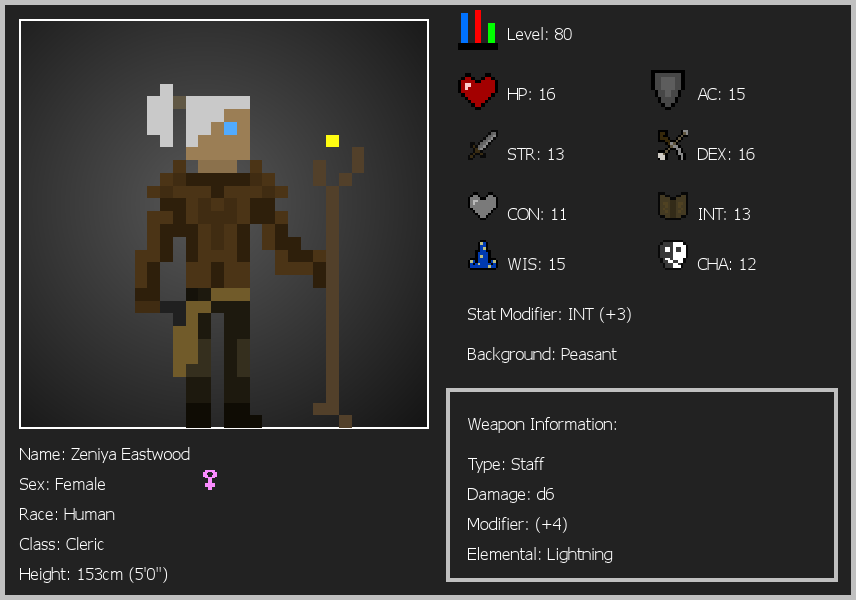 Level: 80
HP: 16
AC: 15
STR: 13
DEX: 16
CON: 11
INT: 13
WIS: 15
CHA: 12
Stat Modifier: INT (+3)
Background: Peasant
Weapon Information:
Type: Staff
Damage: d6
Modifier: (+4)
Elemental: Lightning
Name: Zeniya Eastwood
Sex: Female
Race: Human
Class: Cleric
Height: 153cm (5'0")